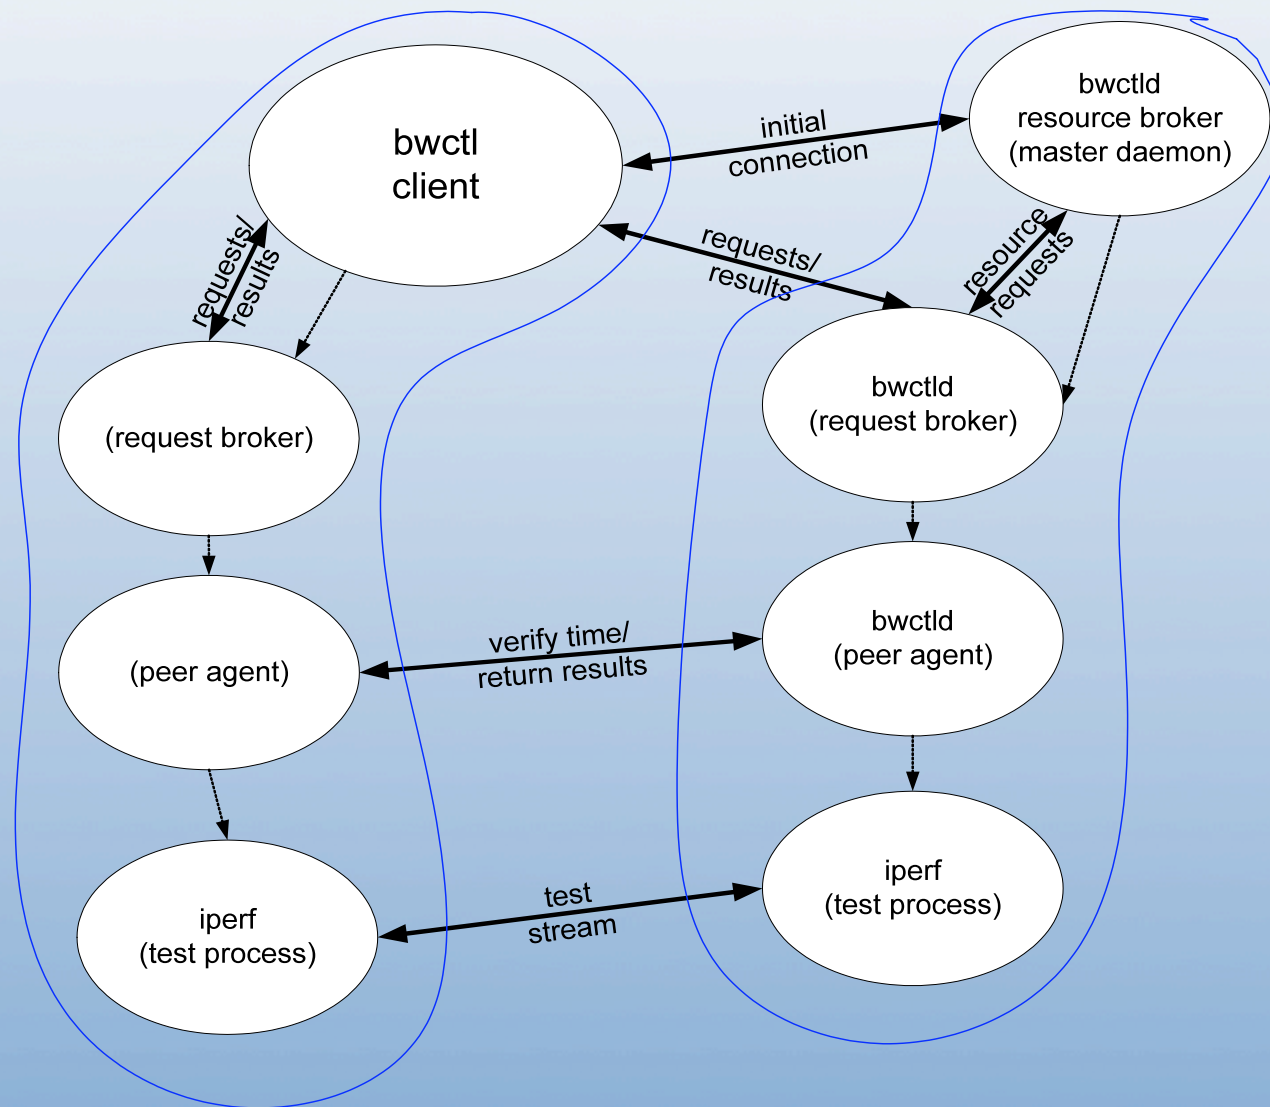 bwctl
client
bwctld
resource broker
(master daemon)
initial
connection
requests/
results
requests/
results
resource
requests
(request broker)
bwctld
(request broker)
(peer agent)
verify time/
return results
bwctld
(peer agent)
iperf
(test process)
test
stream
iperf
(test process)